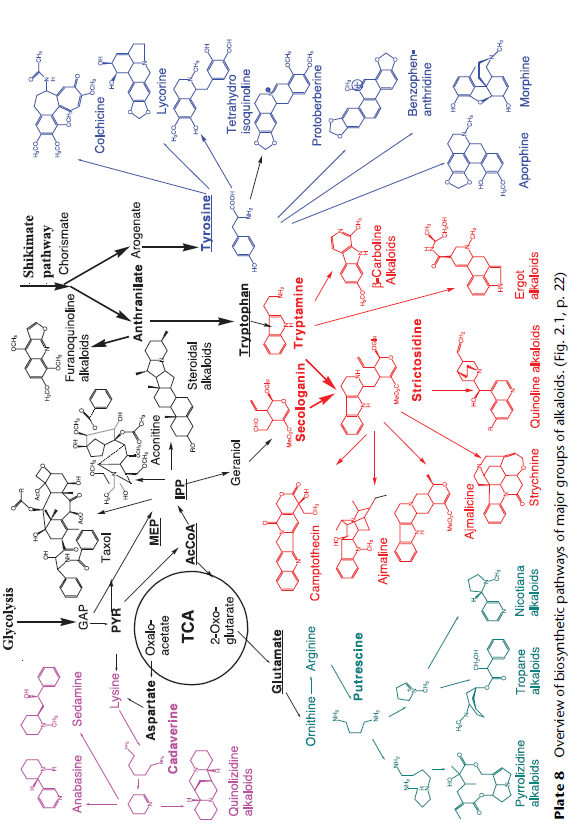 Glycolysis
GAP
PYR
MEP
IPP
AcCoA
TCA
Oxalo-
acetate
2-Oxo-
glutarate
Aspartate
Lysine
Cadaverine
Anabasine
Sedamine
Quinolizidine
alkaloids
Glutamate
Ornithine
Arginine
Putrescine
Pyrrolizidine
alkaloids
Tropane
alkaloids
Nicotiana
alkaloids
Taxol
Aconitine
Steroidal
alkaloids
Geraniol
Secologanin
Shikimate
pathway
Chorismate
Anthranilate
Arogenate
Furanoquinoline
alkaloids
Tryptophan
Tryptamine
Tyrosine
Strictosidine
Camptothecin
Ajmaline
Ajmalicine
Strychnine
Quinoline alkaloids
β-Carboline
Alkaloids
Ergot
alkaloids
Colchicine
Lycorine
Tetrahydro
isoquinoline
Protoberberine
Benzophen-
anthridine
Morphine
Aporphine
Plate 8 Overview of biosynthetic pathways of major groups of alkaloids. (Fig. 2.1, p. 22)